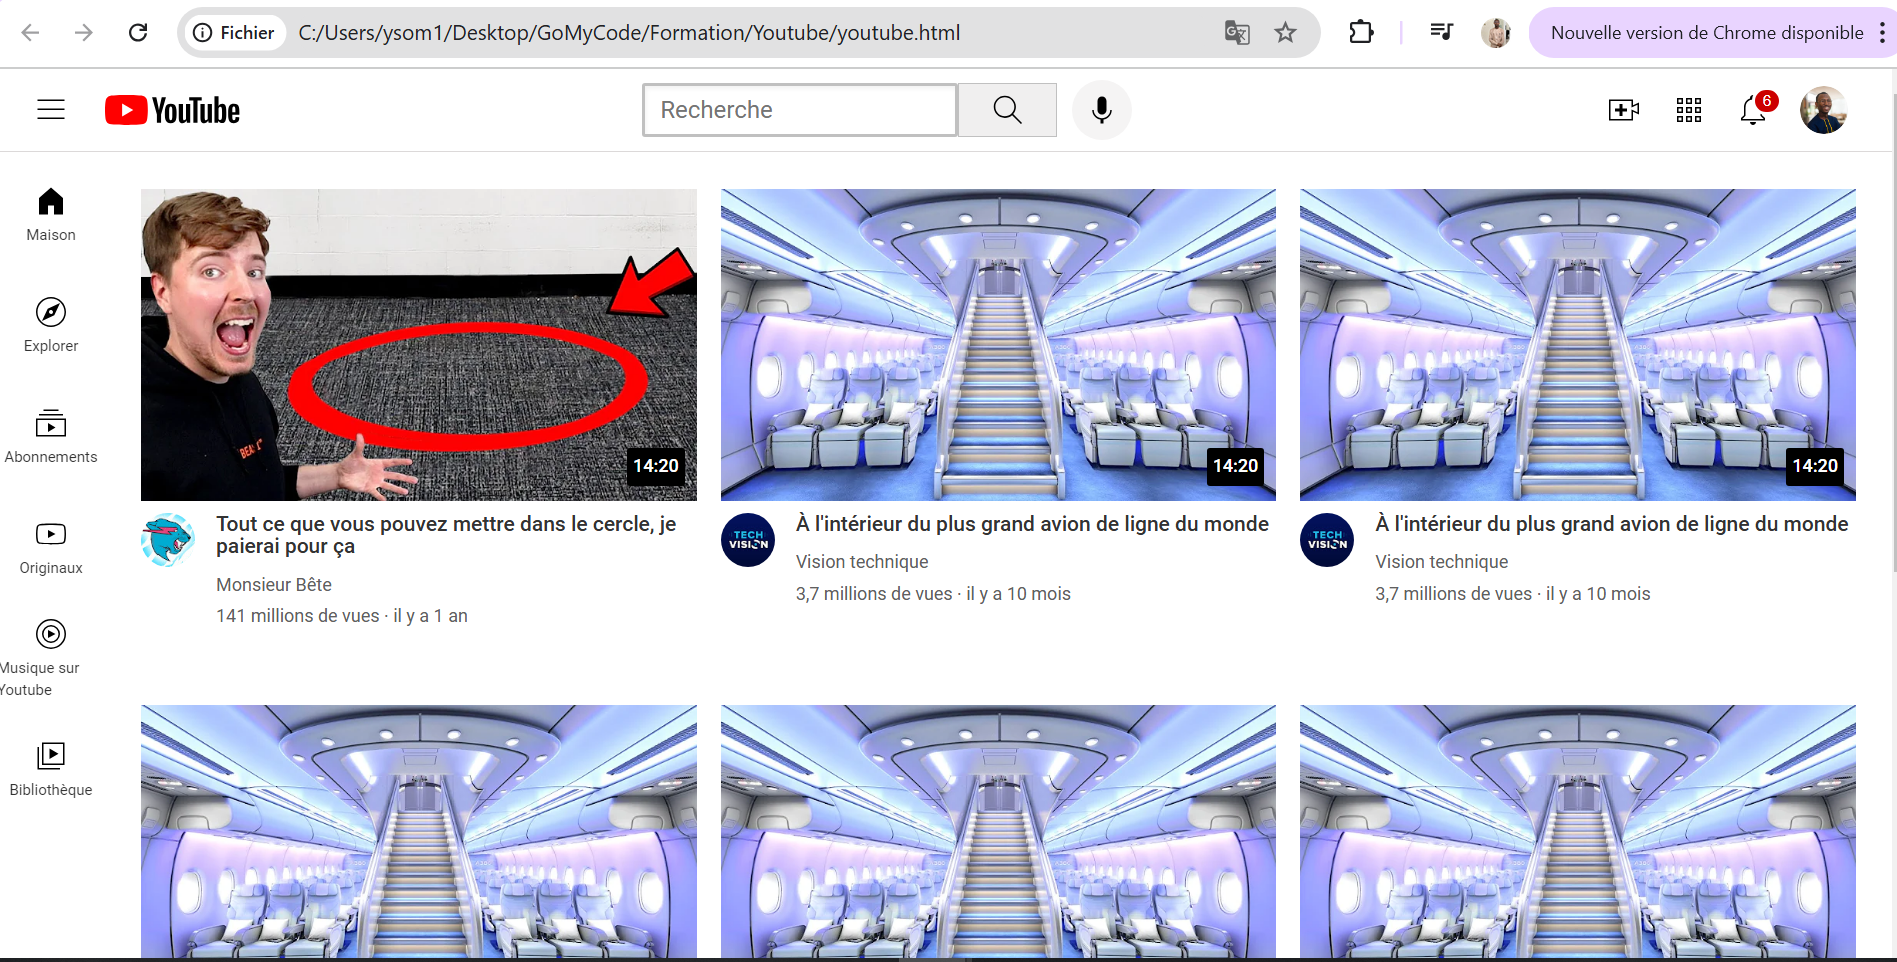 Fichier
C:/Users/ysom1/Desktop/GoMyCode/Formation/Youtube/youtube.html
Nouvelle version de Chrome disponible
YouTube
Recherche
6
Maison
Explorer
Abonnements
Originaux
Musique sur
Youtube
Bibliothèque
14:20
Tout ce que vous pouvez mettre dans le cercle, je
paierai pour ça
Monsieur Bête
141 millions de vues · il y a 1 an
14:20
TECH
VISION
À l'intérieur du plus grand avion de ligne du monde
Vision technique
3,7 millions de vues · il y a 10 mois
14:20
TECH
VISION
À l'intérieur du plus grand avion de ligne du monde
Vision technique
3,7 millions de vues · il y a 10 mois